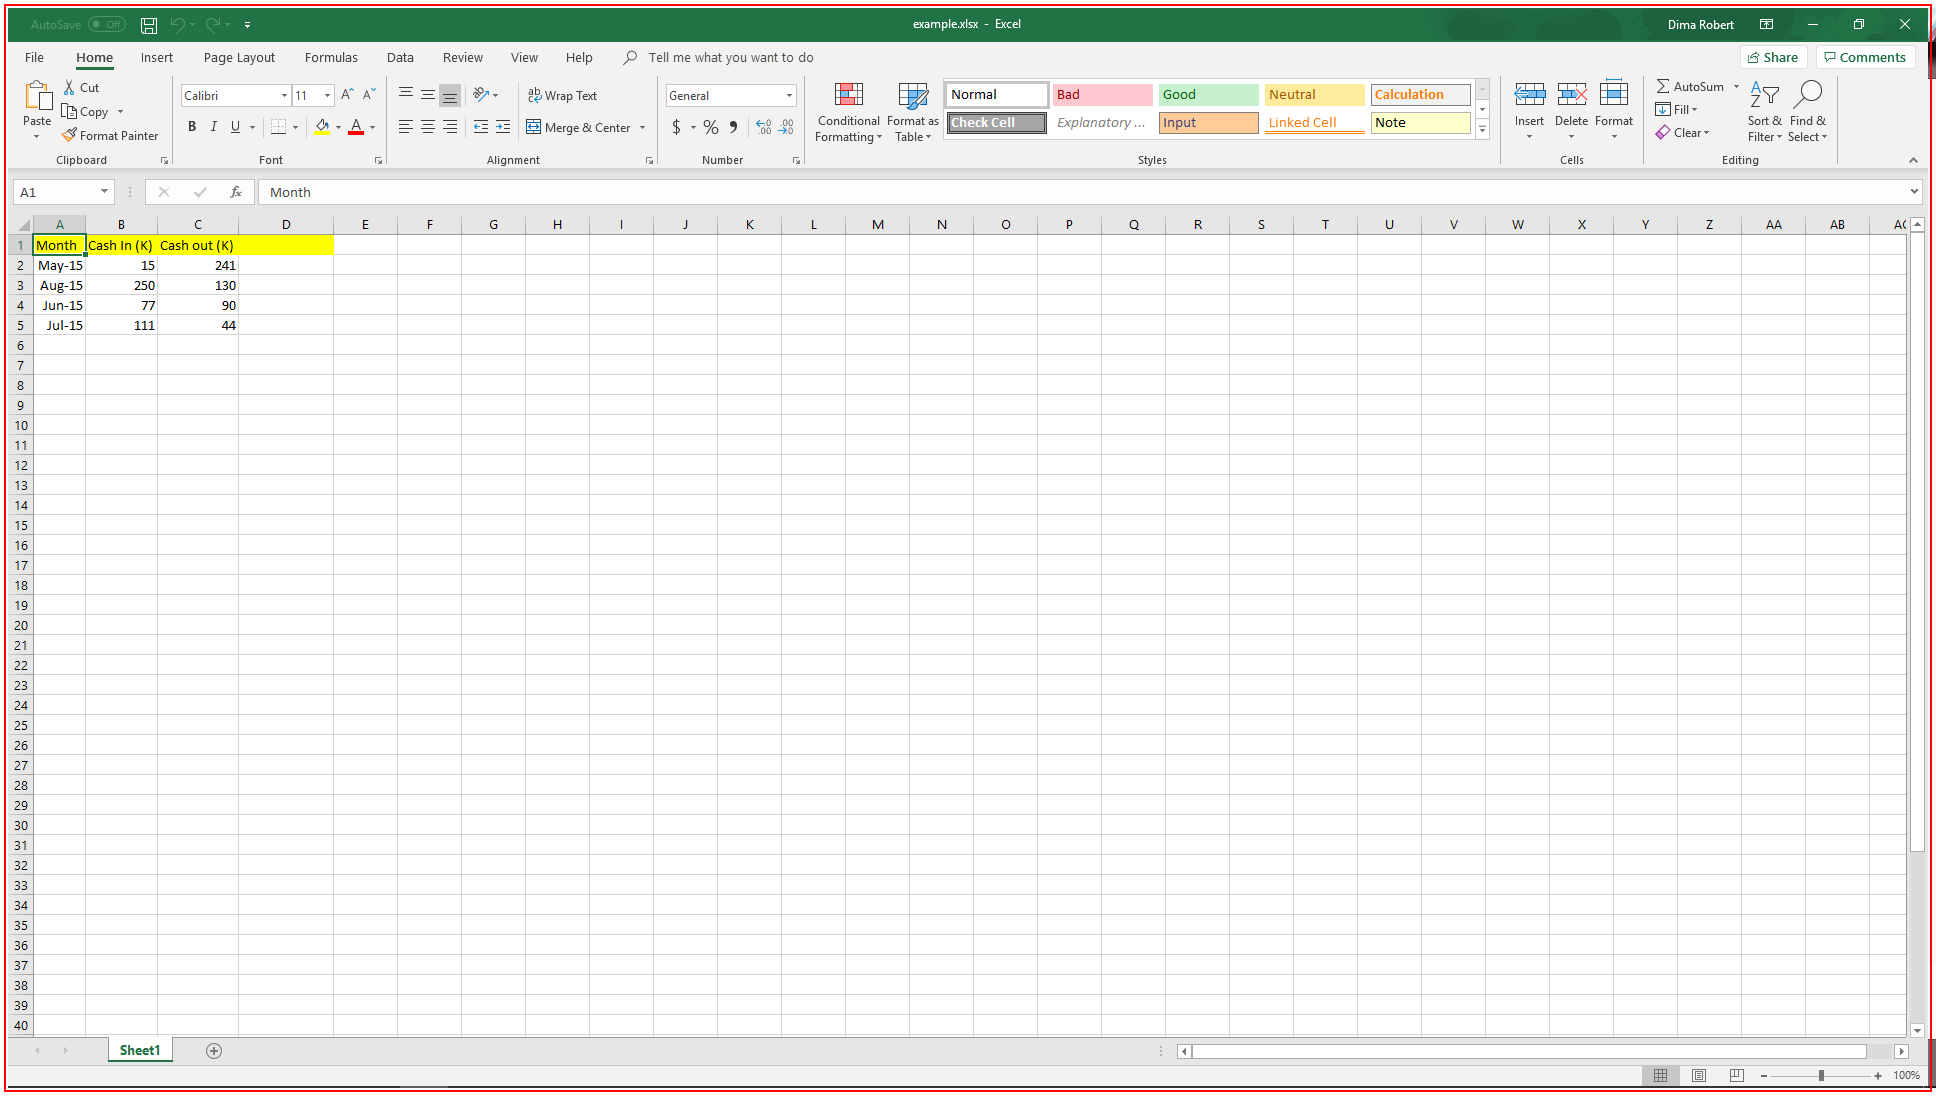 AutoSave Off example.xlsx - Excel Dima Robert
File Home Insert Page Layout Formulas Data Review View Help Tell me what you want to do Share Comments
Paste Cut Copy Format Painter
Clipboard
Calibri 11
B I U A
Font
Wrap Text
Merge & Center
Alignment
General
$ % ,
Number
Conditional Formatting
Format as Table
Normal Bad Good Neutral Calculation
Check Cell Explanatory ... Input Linked Cell Note
Styles
Insert Delete Format
Cells
AutoSum
Fill
Clear
Sort & Filter
Find & Select
Editing
A1 fx Month
A B C D E F G H I J K L M N O P Q R S T U V W X Y Z AA AB AC
1 Month Cash In (K) Cash out (K)
2 May-15 15 241
3 Aug-15 250 130
4 Jun-15 77 90
5 Jul-15 111 44
6
7
8
9
10
11
12
13
14
15
16
17
18
19
20
21
22
23
24
25
26
27
28
29
30
31
32
33
34
35
36
37
38
39
40
Sheet1
100%